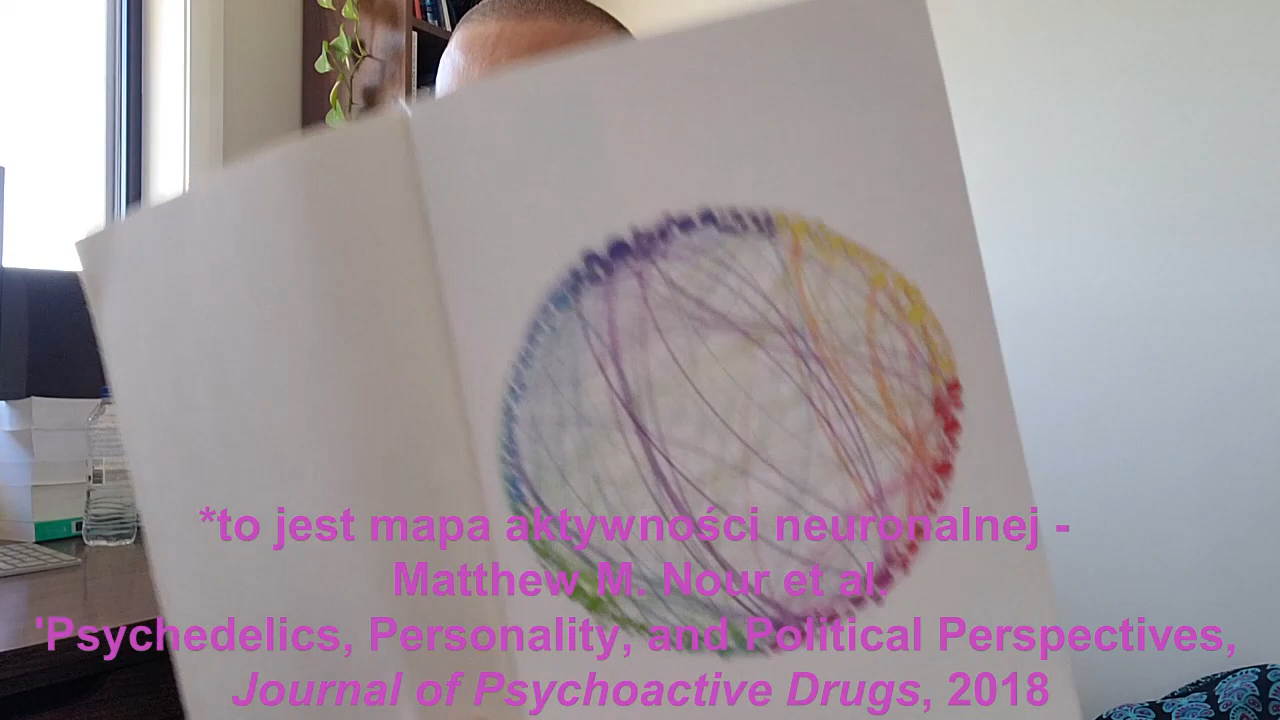 *to jest mapa aktywności neuronalnej -
Matthew M. Nour et al.
'Psychedelics, Personality, and Political Perspectives,
Journal of Psychoactive Drugs, 2018